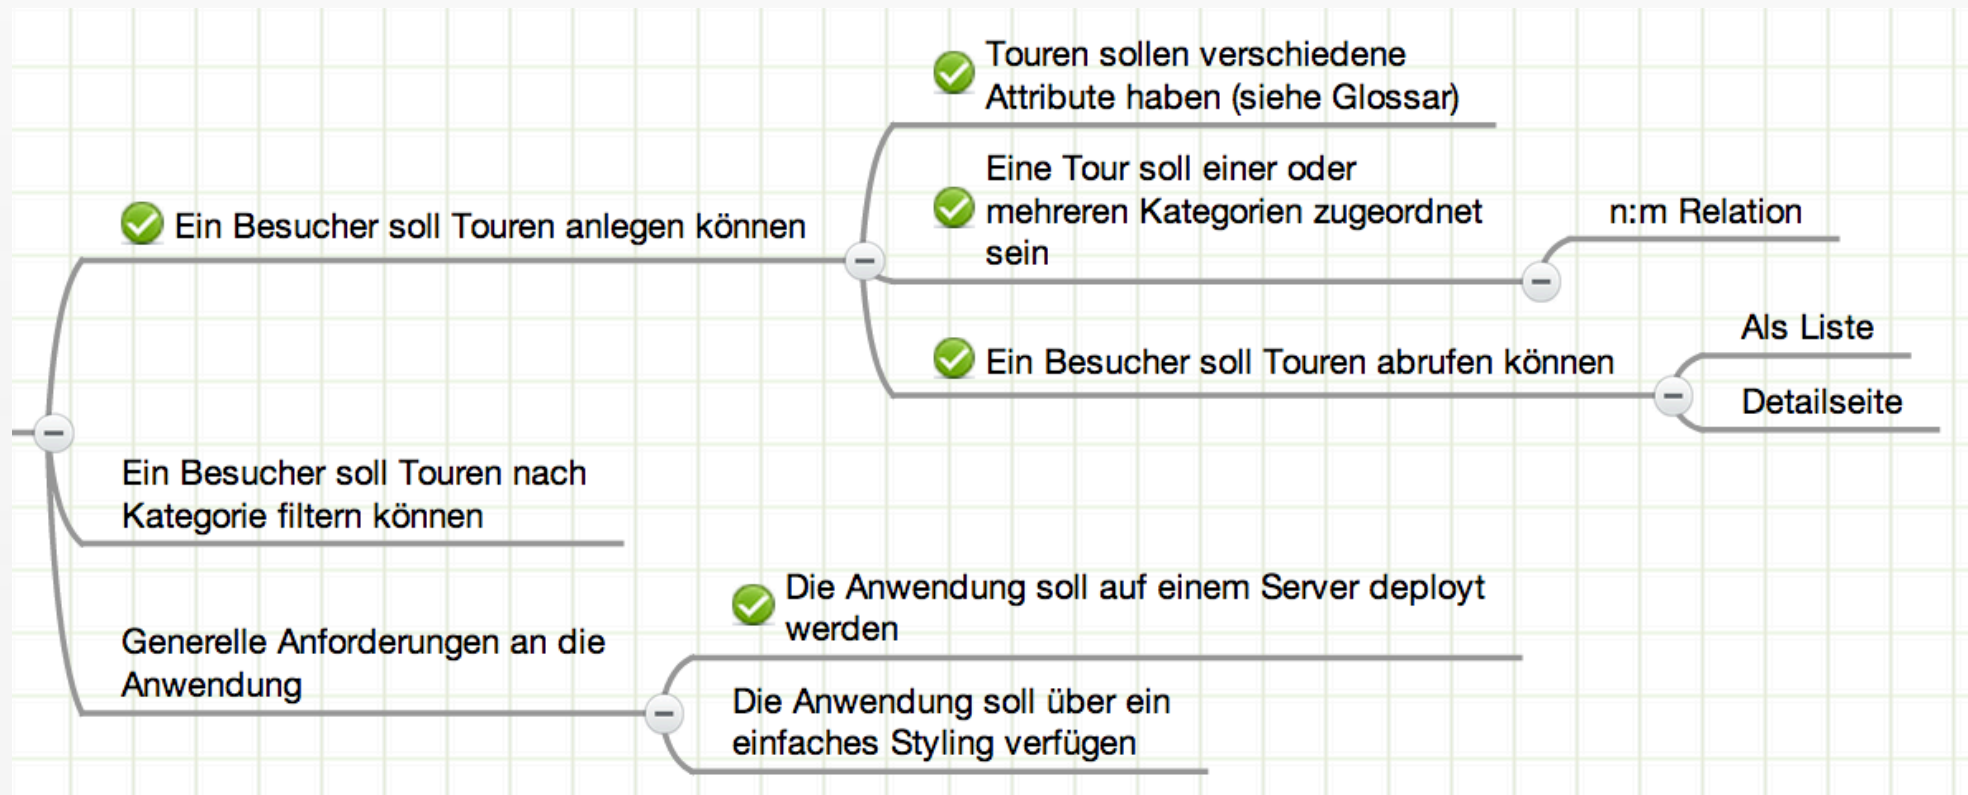 Touren sollen verschiedene
Attribute haben (siehe Glossar)
Eine Tour soll einer oder
mehreren Kategorien zugeordnet
sein
n:m Relation
Ein Besucher soll Touren anlegen können
Als Liste
Ein Besucher soll Touren abrufen können
Detailseite
Ein Besucher soll Touren nach
Kategorie filtern können
Die Anwendung soll auf einem Server deployt
werden
Generelle Anforderungen an die
Anwendung
Die Anwendung soll über ein
einfaches Styling verfügen